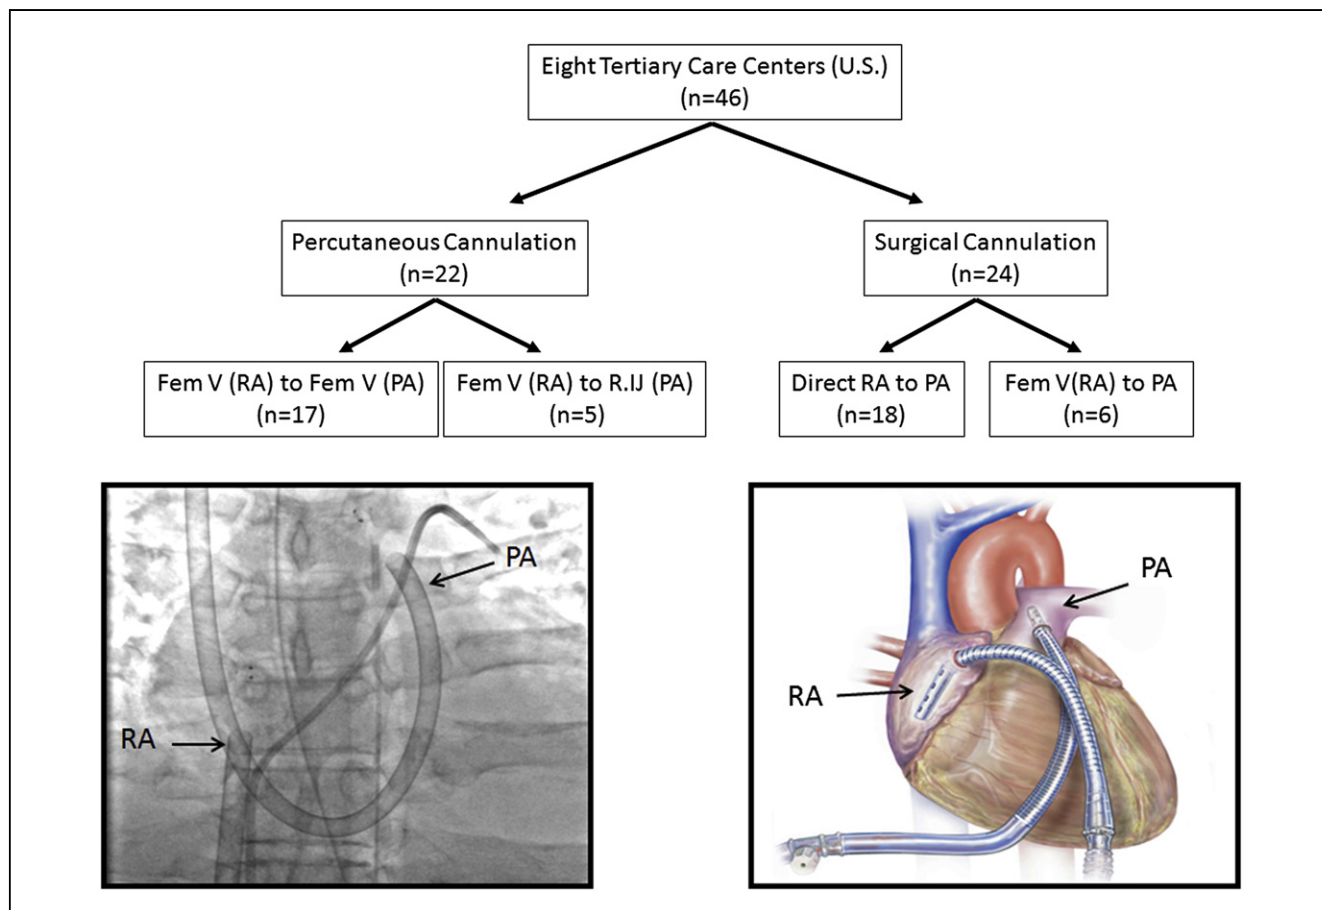 Eight Tertiary Care Centers (U.S.)
(n=46)
Percutaneous Cannulation
(n=22)
Surgical Cannulation
(n=24)
Fem V (RA) to Fem V (PA)
(n=17)
Fem V (RA) to R.IJ (PA)
(n=5)
Direct RA to PA
(n=18)
Fem V(RA) to PA
(n=6)
PA
RA
PA
RA